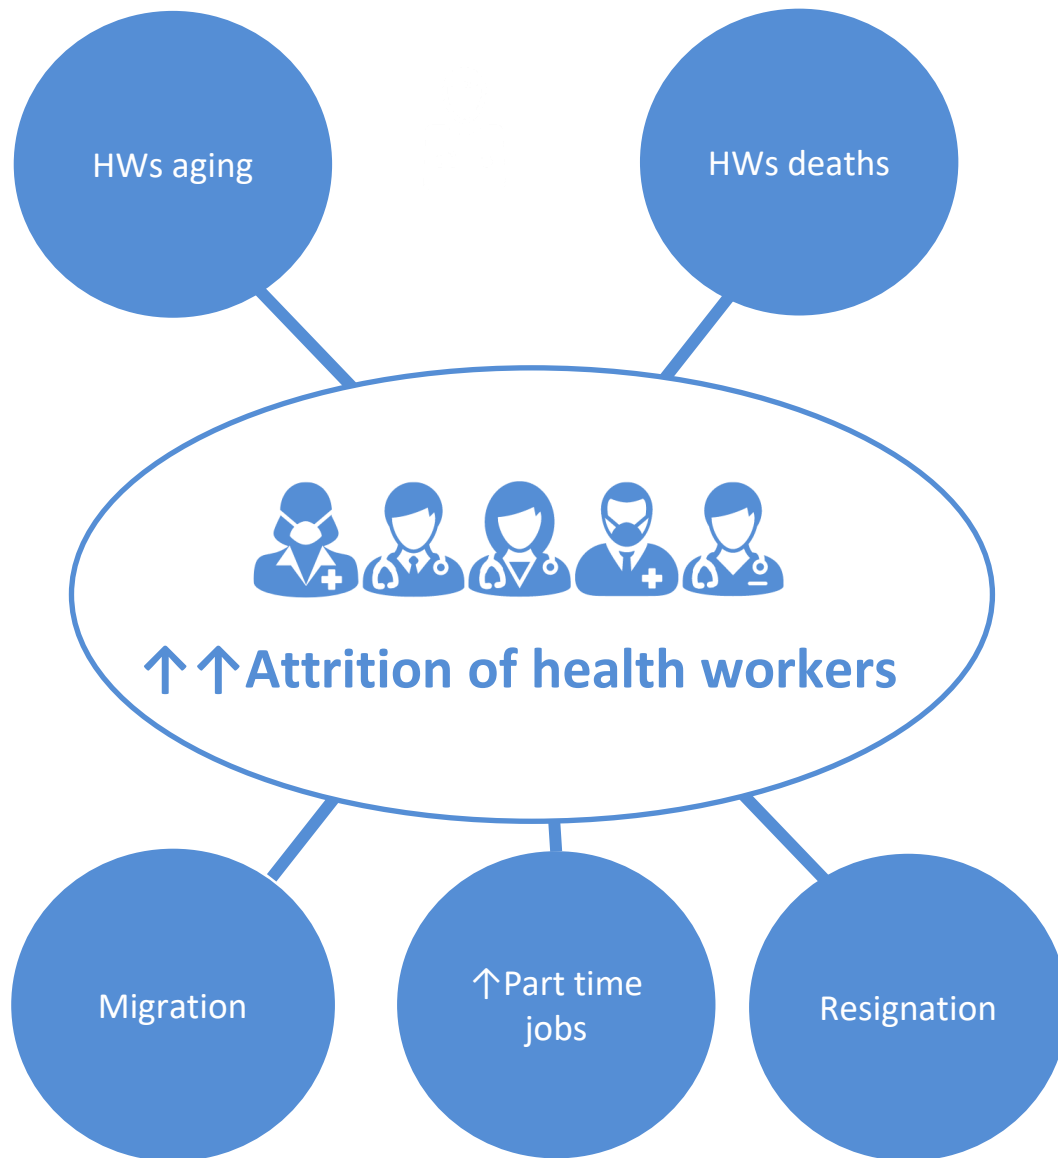 HWs aging
HWs deaths
↑↑Attrition of health workers
Migration
↑Part time
jobs
Resignation